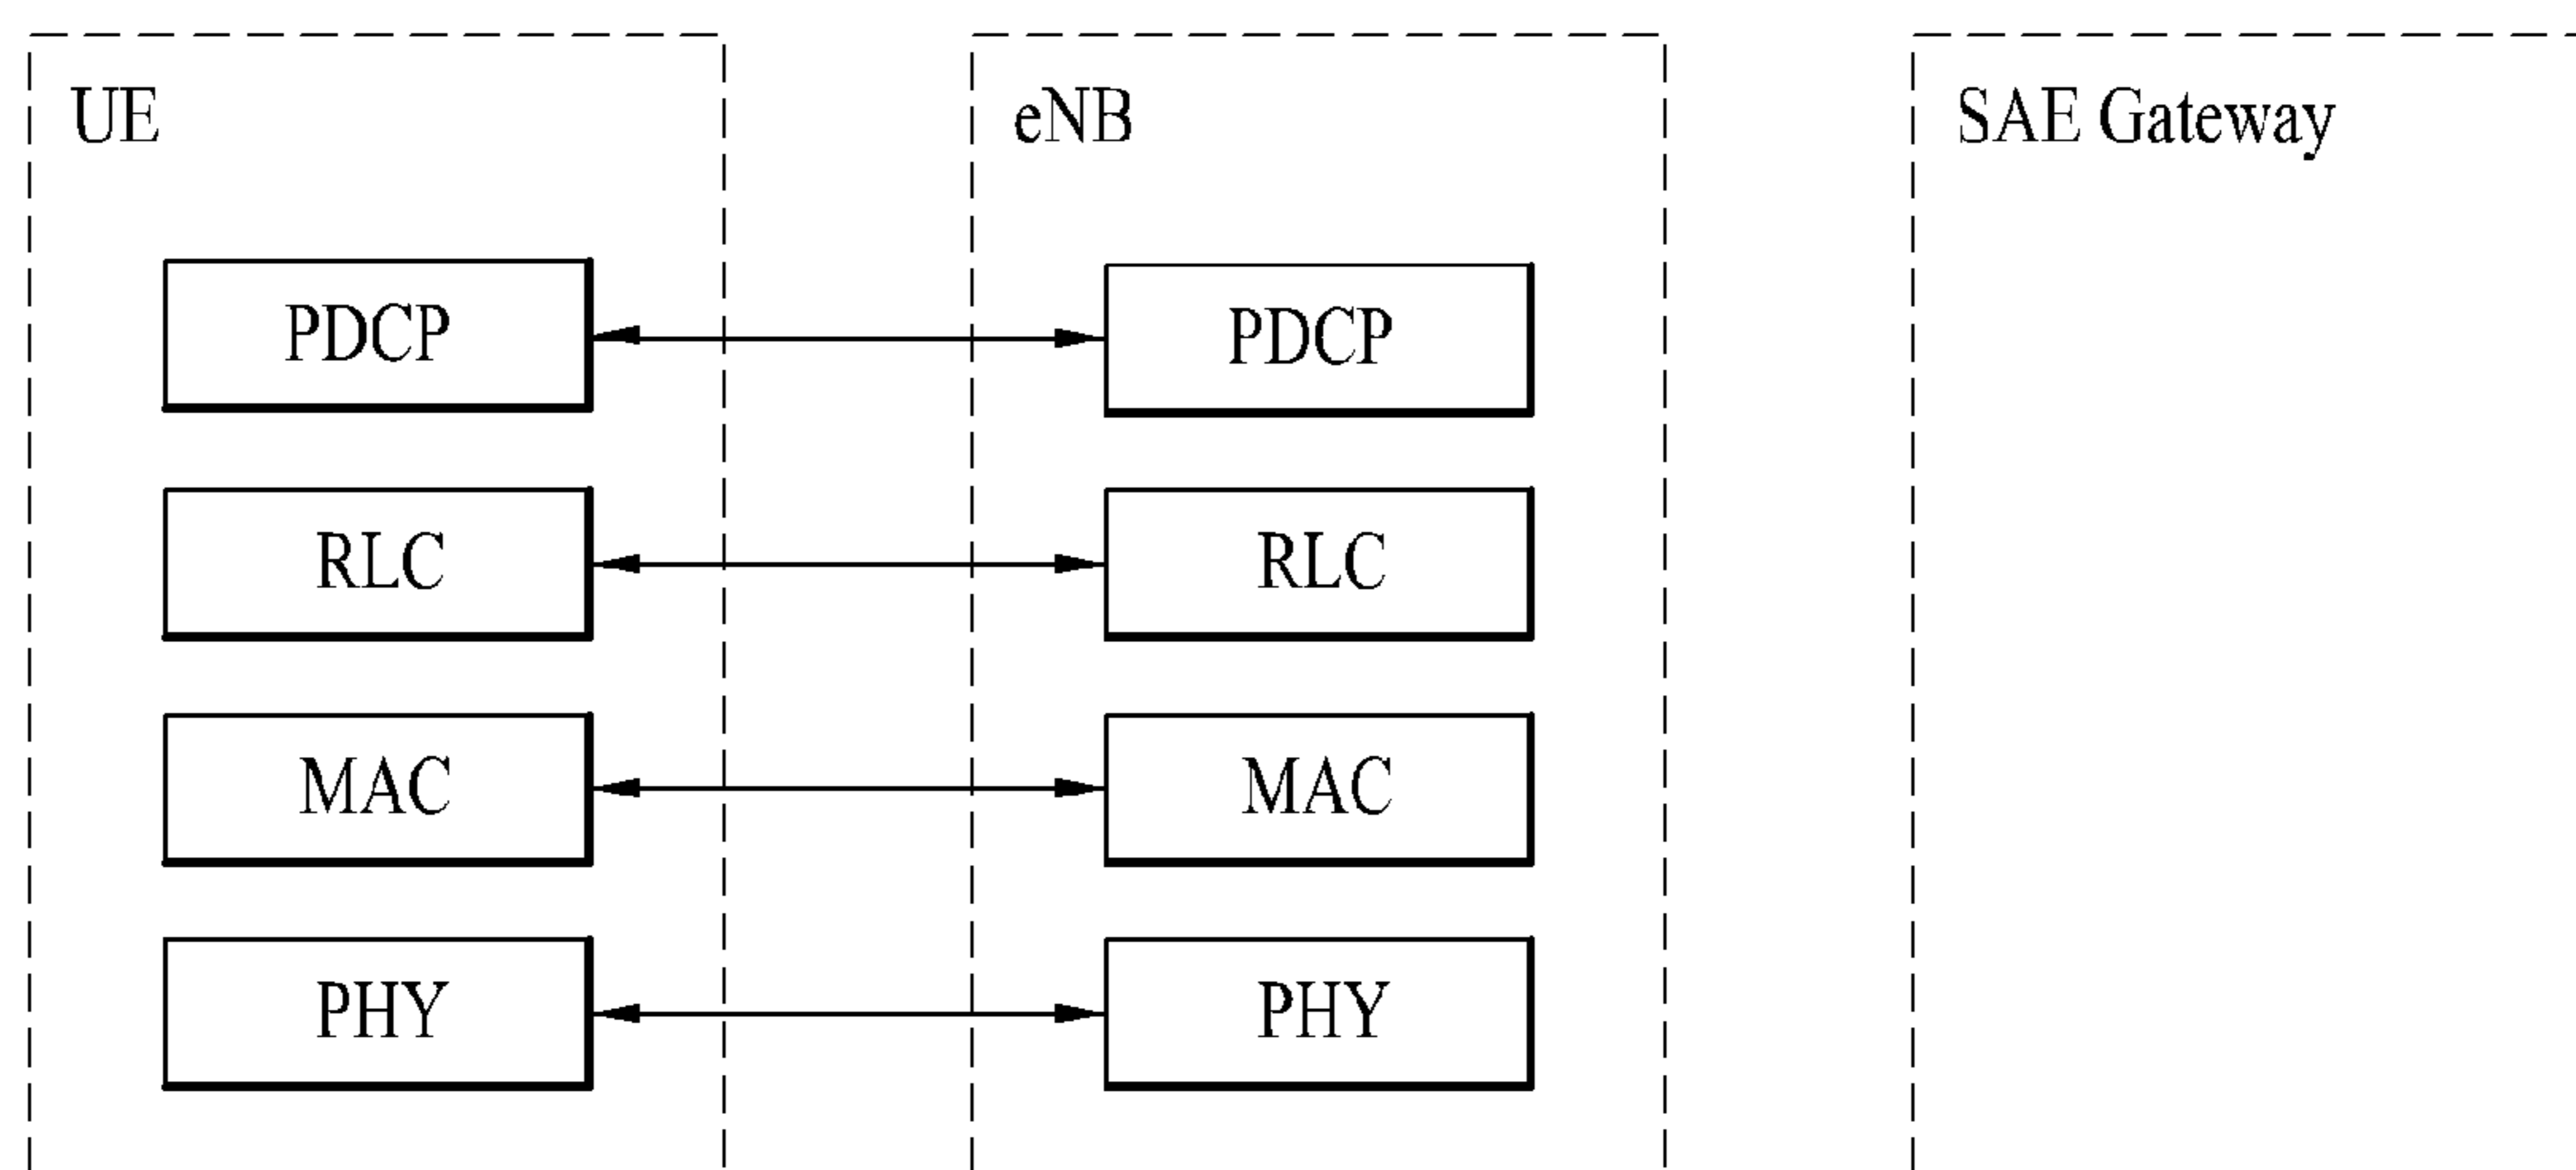 UE
eNB
SAE Gateway
PDCP
PDCP
RLC
RLC
MAC
MAC
PHY
PHY